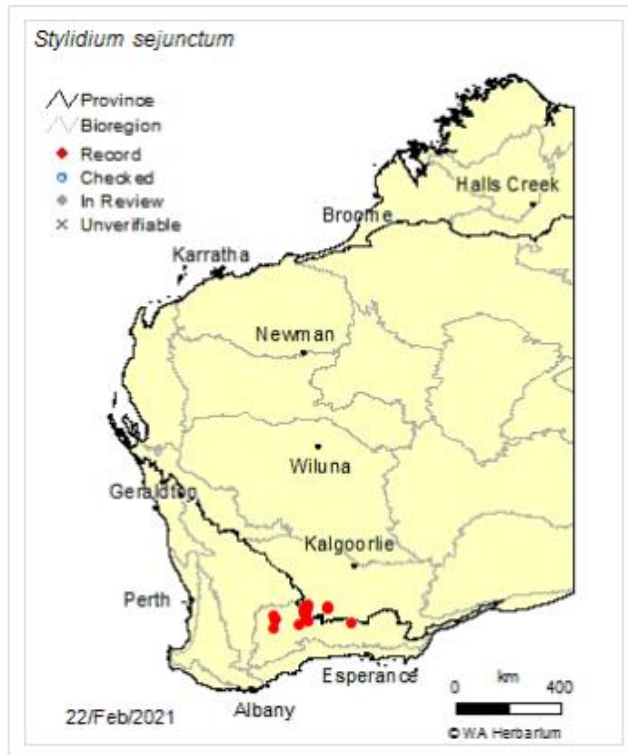 Stylidium sejunctum
Province
Bioregion
Record
Checked
In Review
Unverifiable
Halls Creek
Broome
Karratha
Newman
Wiluna
Geraldton
Kalgoorlie
Perth
Esperance
Albany
km
0 400
22/Feb/2021
© WA Herbarium